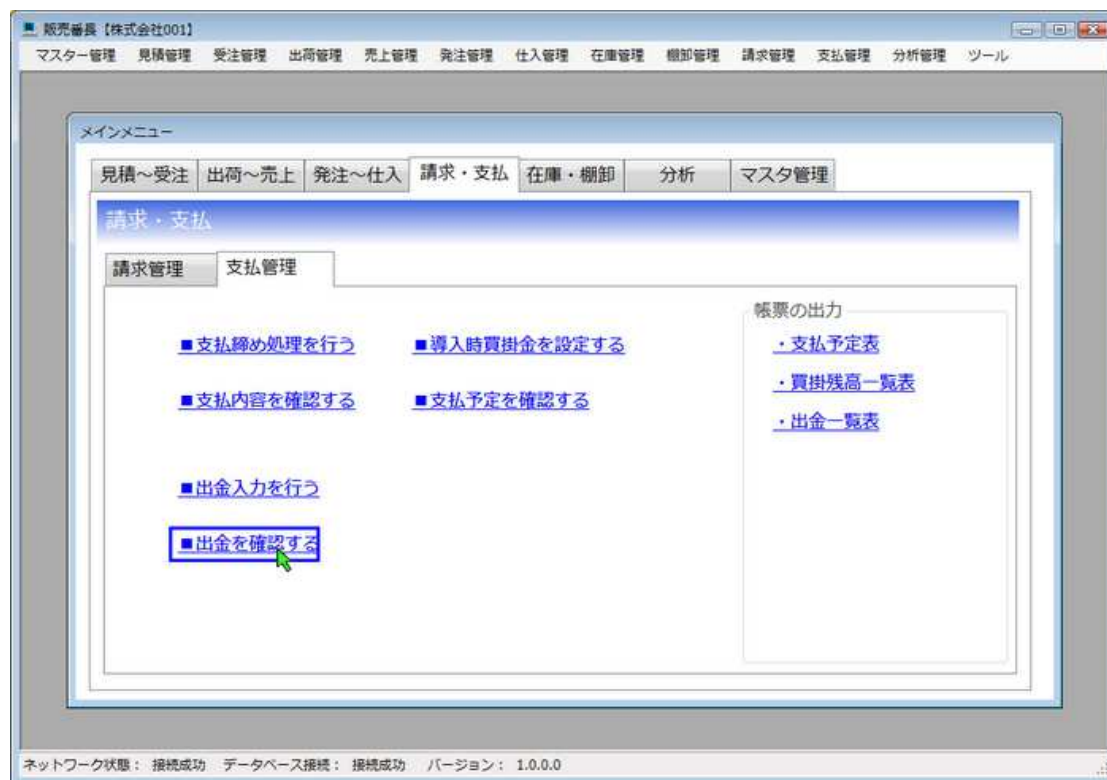 販売番長【株式会社001】
マスター管理 見積管理 受注管理 出荷管理 売上管理 発注管理 仕入管理 在庫管理 棚卸管理 請求管理 支払管理 分析管理 ツール
メインメニュー
見積～受注 出荷～売上 発注～仕入 請求・支払 在庫・棚卸 分析 マスタ管理
請求・支払
請求管理 支払管理
帳票の出力
■支払締め処理を行う ■導入時買掛金を設定する ・支払予定表
■支払内容を確認する ■支払予定を確認する ・買掛残高一覧表
・出金一覧表
■出金入力を行う
■出金を確認する
ネットワーク状態： 接続成功 データベース接続： 接続成功 バージョン： 1.0.0.0